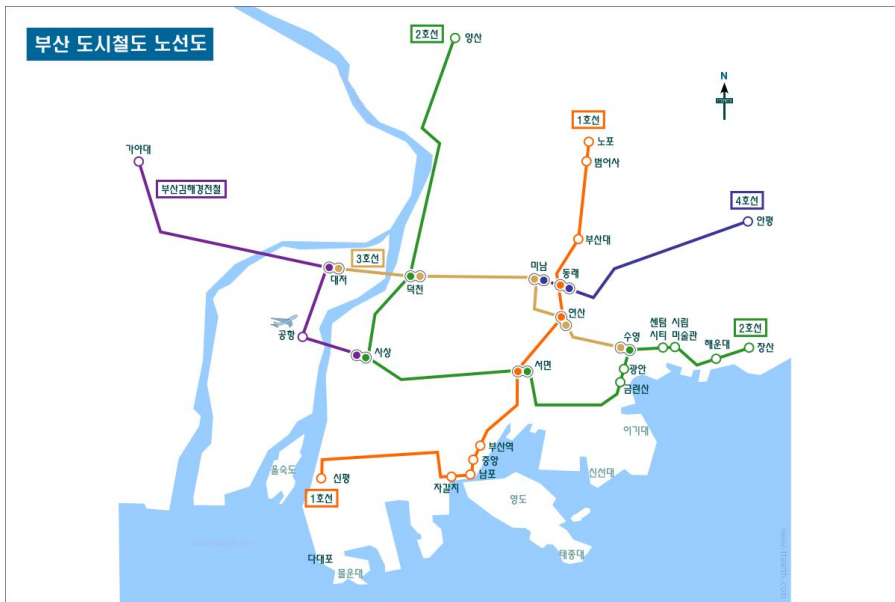 부산 도시철도 노선도
2호선
양산
N
1호선
노포
범어사
가야대
부산김해경전철
4호선
안평
부산대
3호선
대저
덕천
미남
동래
연산
공항
사상
수영
센텀
시티
시립
미술관
해운대
2호선
장산
서면
광안
금련산
이기대
부산역
중앙
남포
자갈치
신선대
을숙도
신평
1호선
영도
다대포
몰운대
태종대